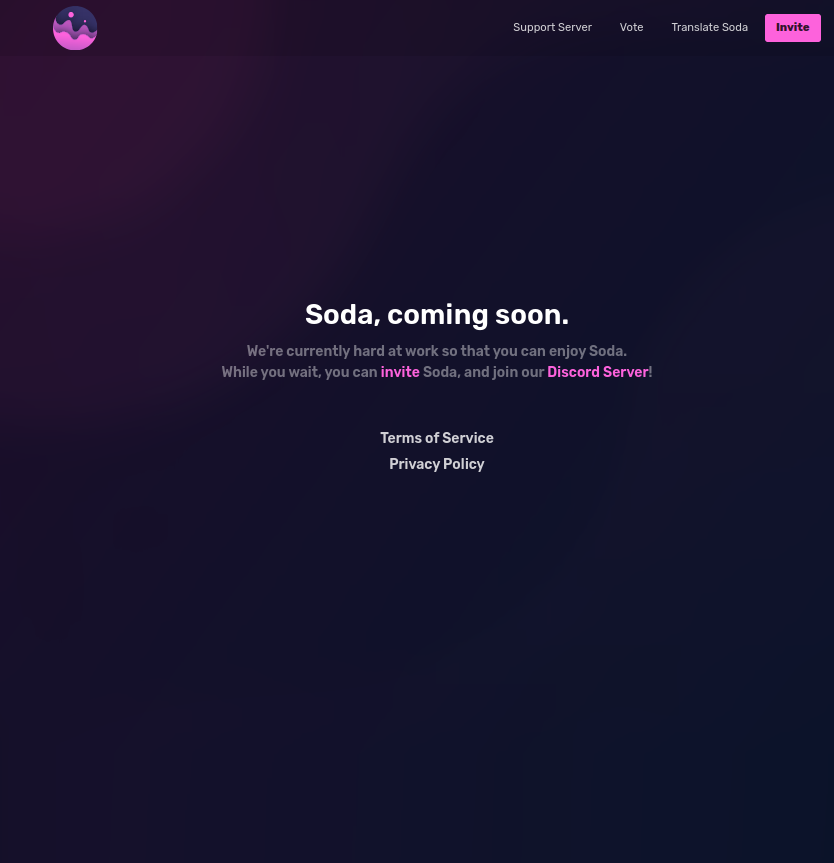 Support Server Vote Translate Soda Invite
Soda, coming soon.
We're currently hard at work so that you can enjoy Soda.
While you wait, you can invite Soda, and join our Discord Server!
Terms of Service
Privacy Policy